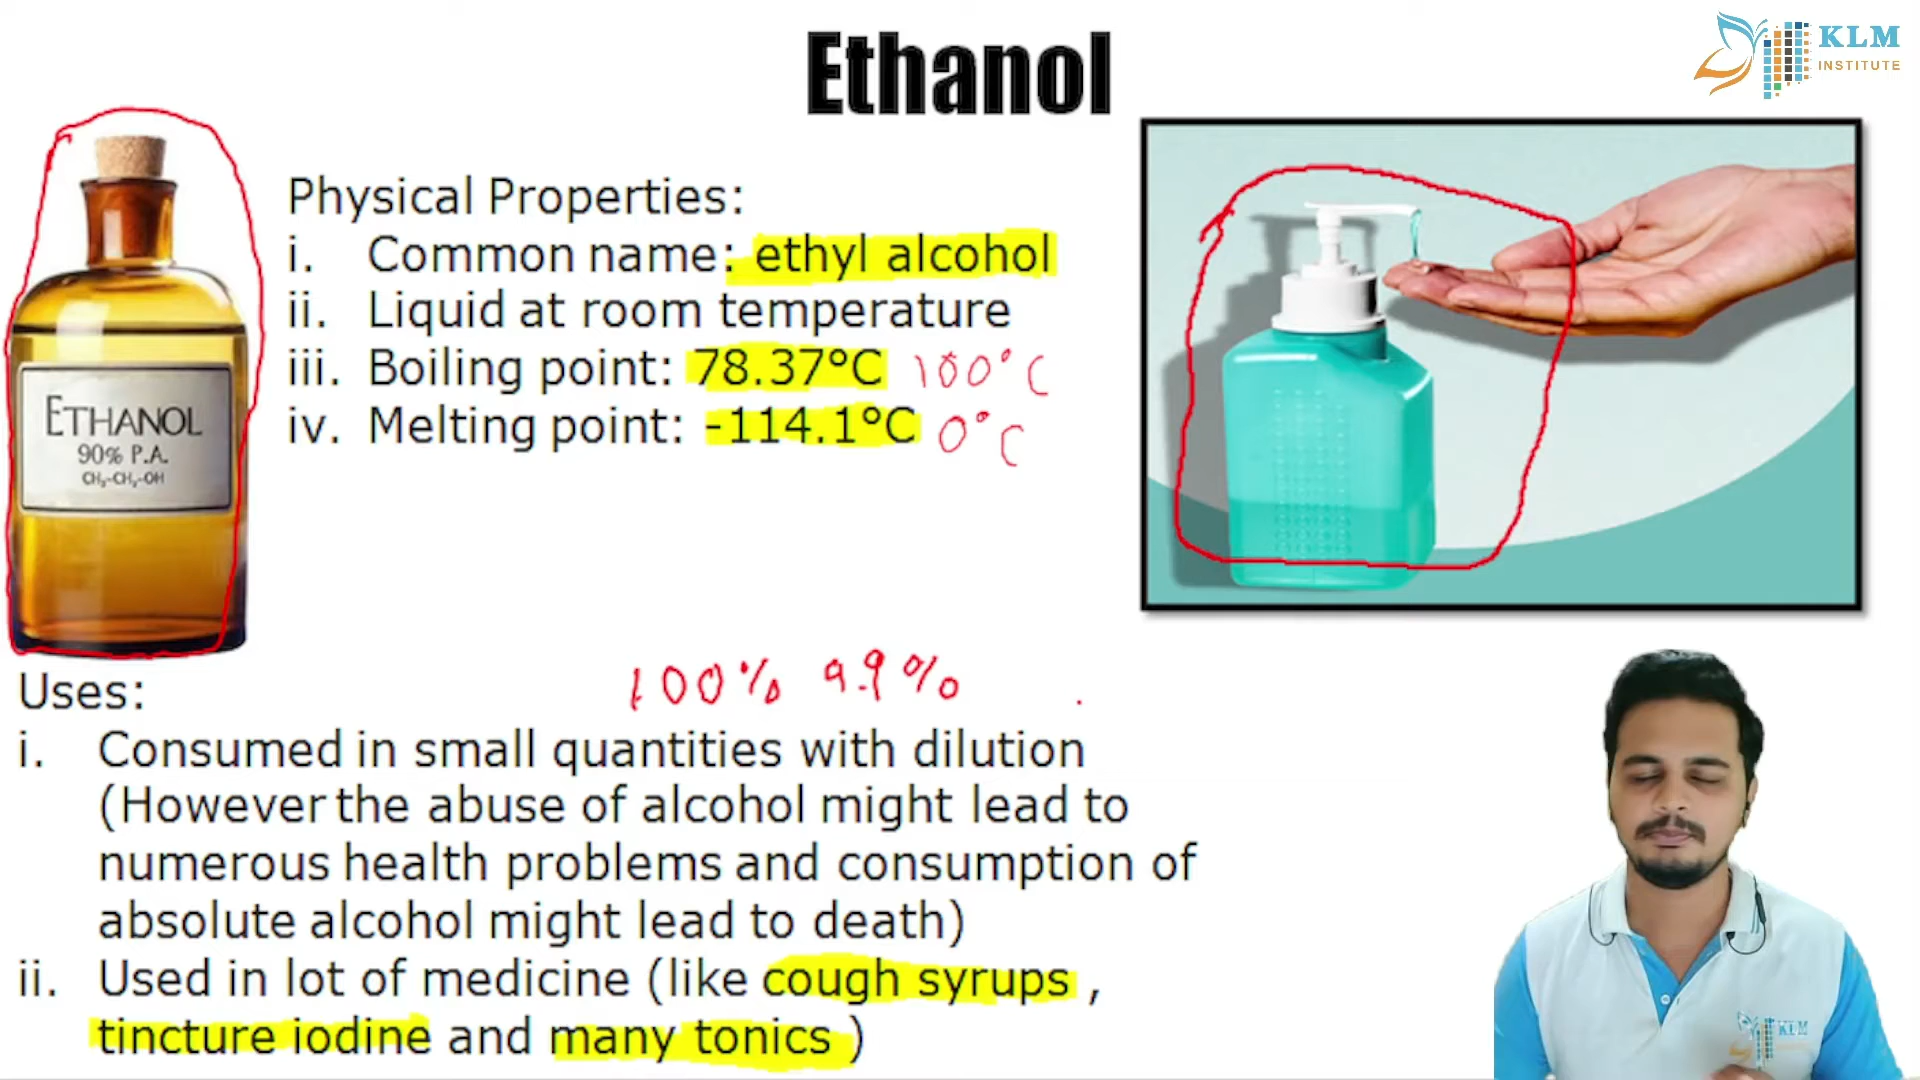 Ethanol
KLM
INSTITUTE
ETHANOL
90% P.A.
CH₃-CH₂-OH
Physical Properties:
i. Common name: ethyl alcohol
ii. Liquid at room temperature
iii. Boiling point: 78.37°C 100°C
iv. Melting point: -114.1°C 0°C
Uses:
100% 99%
i. Consumed in small quantities with dilution
(However the abuse of alcohol might lead to
numerous health problems and consumption of
absolute alcohol might lead to death)
ii. Used in lot of medicine (like cough syrups ,
tincture iodine and many tonics )
KLM